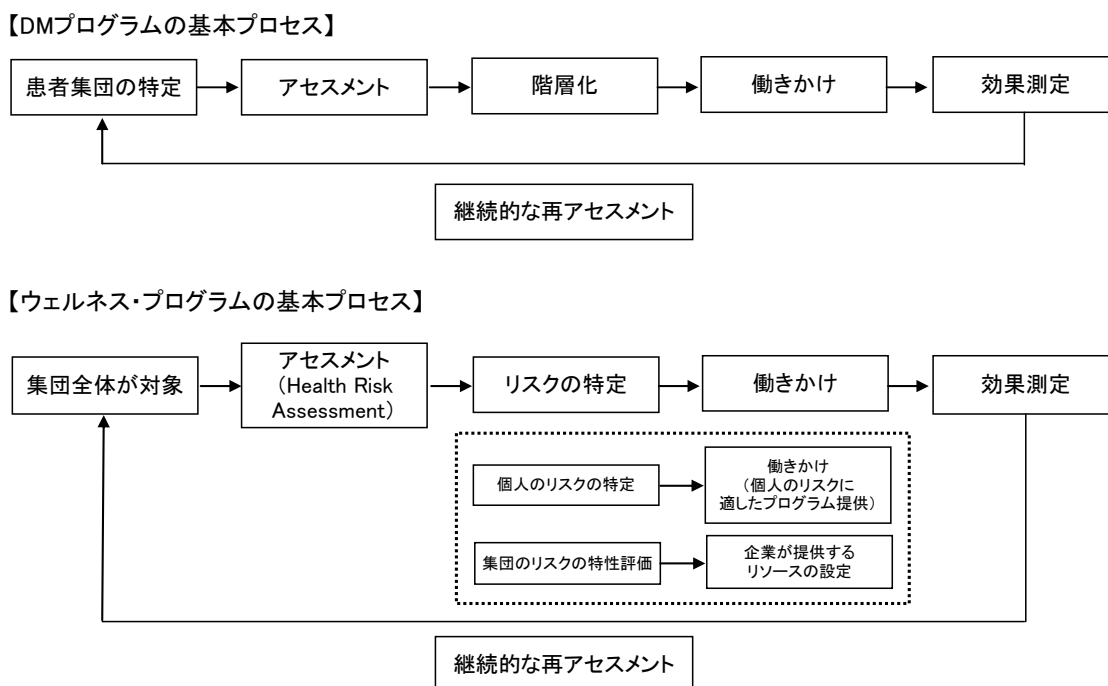 【DMプログラムの基本プロセス】
患者集団の特定
アセスメント
階層化
働きかけ
効果測定
継続的な再アセスメント
【ウェルネス・プログラムの基本プロセス】
集団全体が対象
アセスメント
(Health Risk
Assessment)
リスクの特定
働きかけ
効果測定
個人のリスクの特定
働きかけ
(個人のリスクに
適したプログラム提供)
集団のリスクの特性評価
企業が提供する
リソースの設定
継続的な再アセスメント